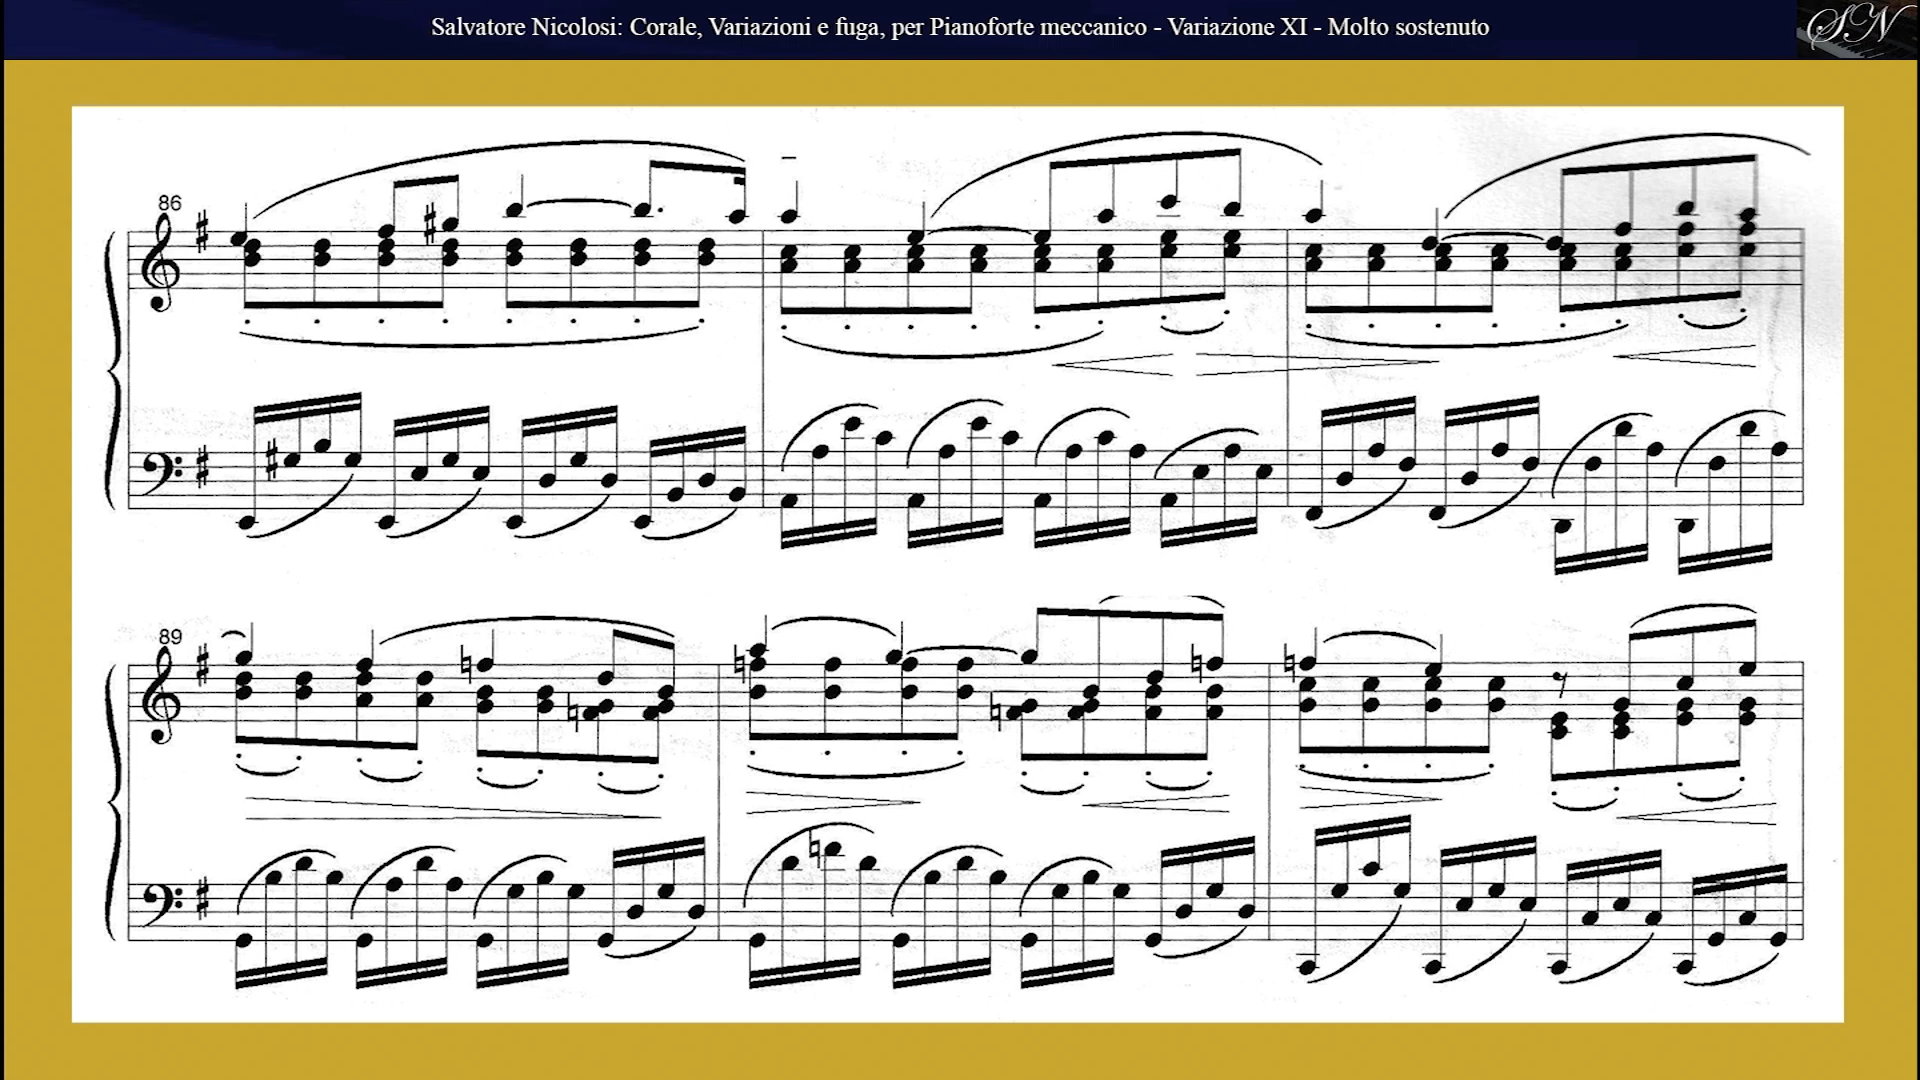 Salvatore Nicolosi: Corale, Variazioni e fuga, per Pianoforte meccanico - Variazione XI - Molto sostenuto
SN
86
89